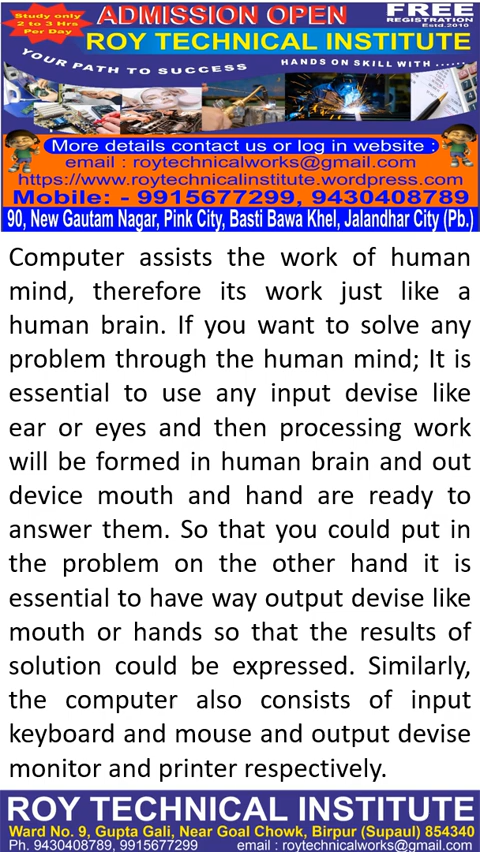 Study only
2 to 3 Hrs
Per Day
ADMISSION OPEN
FREE
REGISTRATION
Estd.2010
ROY TECHNICAL INSTITUTE
YOUR PATH TO SUCCESS
HANDS ON SKILL WITH ......
More details contact us or log in website :
email : roytechnicalworks@gmail.com
https://www.roytechnicalinstitute.wordpress.com
Mobile: - 9915677299, 9430408789
90, New Gautam Nagar, Pink City, Basti Bawa Khel, Jalandhar City (Pb.)
Computer assists the work of human
mind, therefore its work just like a
human brain. If you want to solve any
problem through the human mind; It is
essential to use any input devise like
ear or eyes and then processing work
will be formed in human brain and out
device mouth and hand are ready to
answer them. So that you could put in
the problem on the other hand it is
essential to have way output devise like
mouth or hands so that the results of
solution could be expressed. Similarly,
the computer also consists of input
keyboard and mouse and output devise
monitor and printer respectively.
ROY TECHNICAL INSTITUTE
Ward No. 9, Gupta Gali, Near Goal Chowk, Birpur (Supaul) 854340
Ph. 9430408789, 9915677299 email : roytechnicalworks@gmail.com